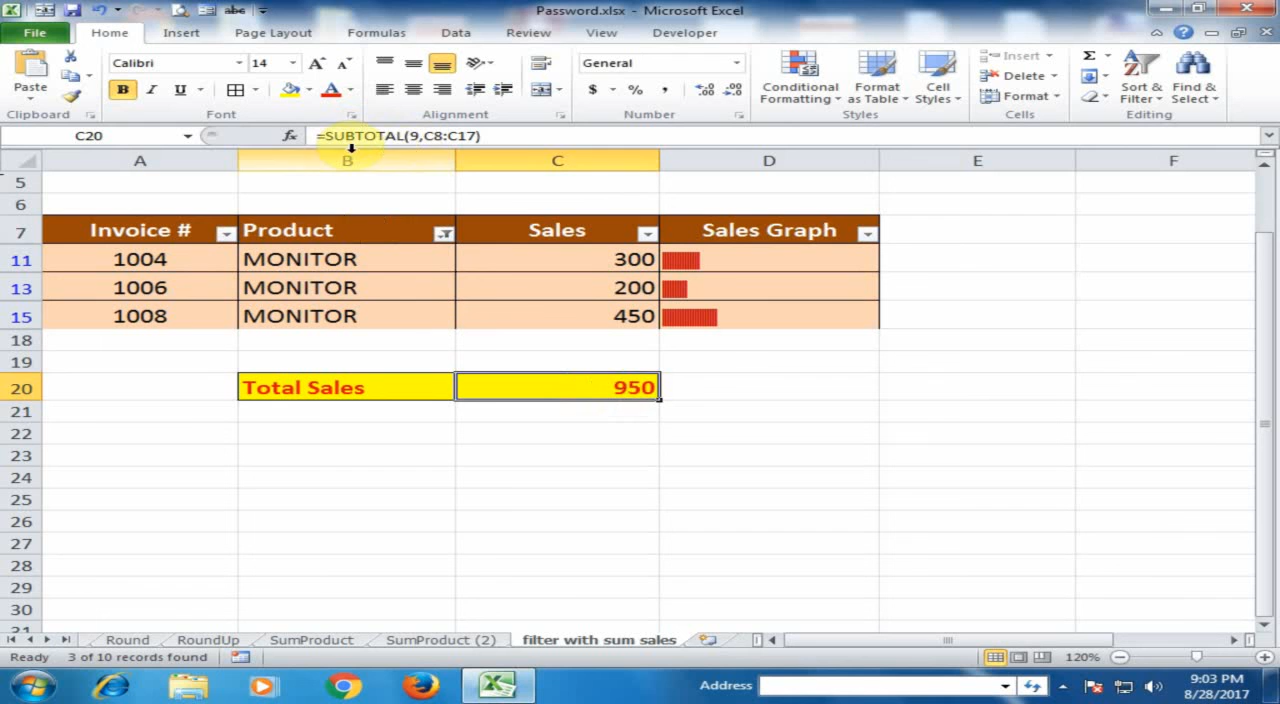 Password.xlsx - Microsoft Excel
File Home Insert Page Layout Formulas Data Review View Developer
Paste
Calibri 14
General
Conditional Formatting
Format as Table
Cell Styles
Insert
Delete
Format
Sort & Filter
Find & Select
Clipboard Font Alignment Number Styles Cells Editing
C20 fx =SUBTOTAL(9,C8:C17)
A B C D E F
5
6
7 Invoice # Product Sales Sales Graph
11 1004 MONITOR 300
13 1006 MONITOR 200
15 1008 MONITOR 450
18
19
20 Total Sales 950
21
22
23
24
25
26
27
28
29
30
31
Round RoundUp SumProduct SumProduct (2) filter with sum sales
Ready 3 of 10 records found 120%
Address 9:03 PM
8/28/2017